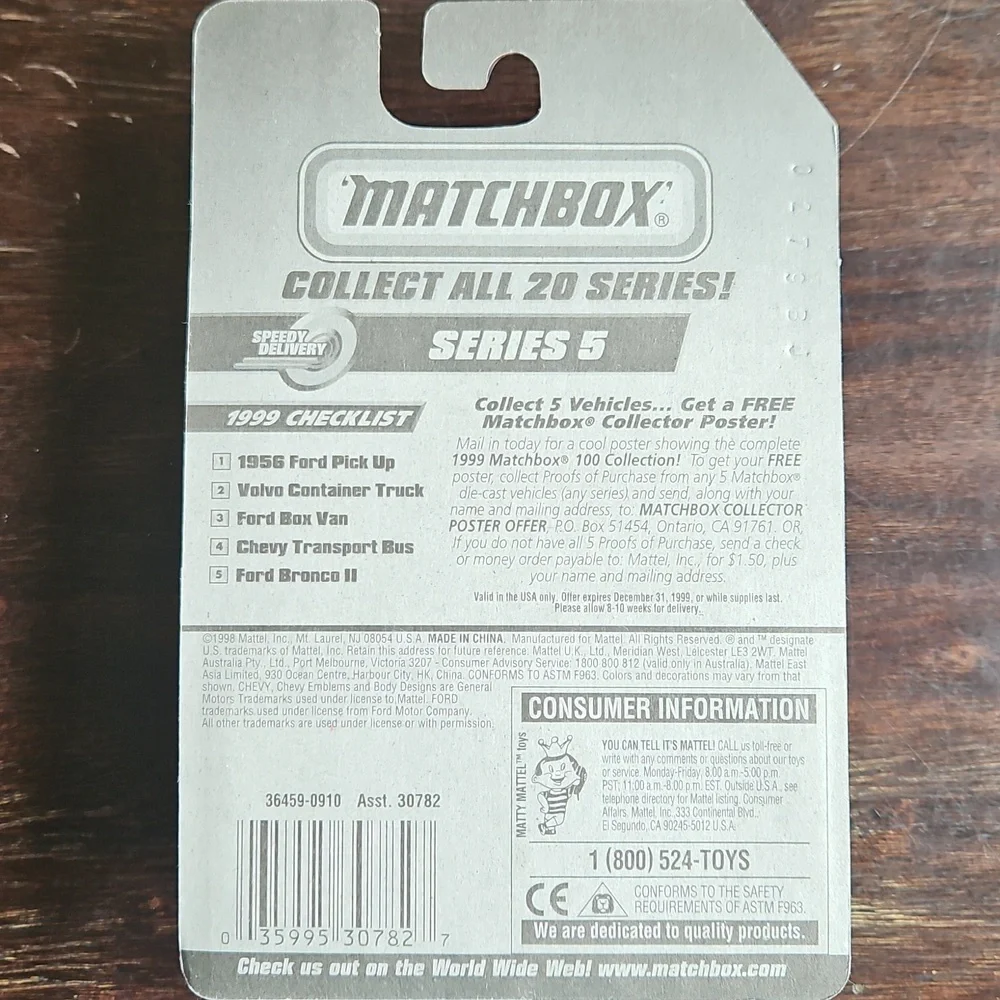 'MATCHBOX'®
COLLECT ALL 20 SERIES!
SPEEDY
DELIVERY
SERIES 5
1999 CHECKLIST
1 1956 Ford Pick Up
2 Volvo Container Truck
3 Ford Box Van
4 Chevy Transport Bus
5 Ford Bronco II
Collect 5 Vehicles... Get a FREE
Matchbox® Collector Poster!
Mail in today for a cool poster showing the complete
1999 Matchbox® 100 Collection! To get your FREE
poster, collect Proofs of Purchase from any 5 Matchbox®
die-cast vehicles (any series) and send, along with your
name and mailing address, to: MATCHBOX COLLECTOR
POSTER OFFER, P.O. Box 51454, Ontario, CA 91761. OR,
If you do not have all 5 Proofs of Purchase, send a check
or money order payable to: Mattel, Inc., for $1.50, plus
your name and mailing address.
Valid in the USA only. Offer expires December 31, 1999, or while supplies last.
Please allow 8-10 weeks for delivery.
©1998 Mattel, Inc., Mt. Laurel, NJ 08054 U.S.A. MADE IN CHINA. Manufactured for Mattel. All Rights Reserved. ® and ™ designate
U.S. trademarks of Mattel, Inc. Retain this address for future reference: Mattel U.K., Ltd., Meridian West, Leicester LE3 2WT. Mattel
Australia Pty., Ltd., Port Melbourne, Victoria 3207 - Consumer Advisory Service: 1800 800 812 (valid only in Australia). Mattel East
Asia Limited, 930 Ocean Centre, Harbour City, HK, China. CONFORMS TO ASTM F963. Colors and decorations may vary from that
shown. CHEVY, Chevy Emblems and Body Designs are General
Motors Trademarks used under license to Mattel. FORD
trademarks used under license from Ford Motor Company.
All other trademarks are used under license or with permission.
36459-0910 Asst. 30782
0 35995 30782 7
CONSUMER INFORMATION
MATTY MATTEL™ toys
YOU CAN TELL IT'S MATTEL! CALL us toll-free or
write with any comments or questions about our toys
or service. Monday-Friday, 8:00 a.m.-5:00 p.m.
PST; 11:00 a.m.-8:00 p.m. EST. Outside U.S.A., see
telephone directory for Mattel listing. Consumer
Affairs, Mattel, Inc. 333 Continental Blvd.,
El Segundo, CA 90245-5012 U.S.A.
1 (800) 524-TOYS
CE
CONFORMS TO THE SAFETY
REQUIREMENTS OF ASTM F963.
We are dedicated to quality products.
Check us out on the World Wide Web! www.matchbox.com